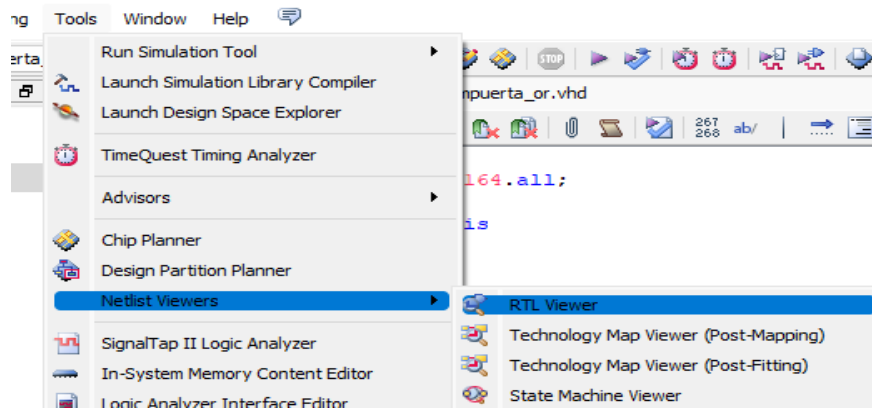 ng Tools Window Help
erta_
Run Simulation Tool
Launch Simulation Library Compiler
STOP
Launch Design Space Explorer
mpuerta_or.vhd
267
268
ab/
TimeQuest Timing Analyzer
164.all;
Advisors
is
Chip Planner
Design Partition Planner
Netlist Viewers
RTL Viewer
Technology Map Viewer (Post-Mapping)
SignalTap II Logic Analyzer
Technology Map Viewer (Post-Fitting)
In-System Memory Content Editor
State Machine Viewer
Logic Analyzer Interface Editor